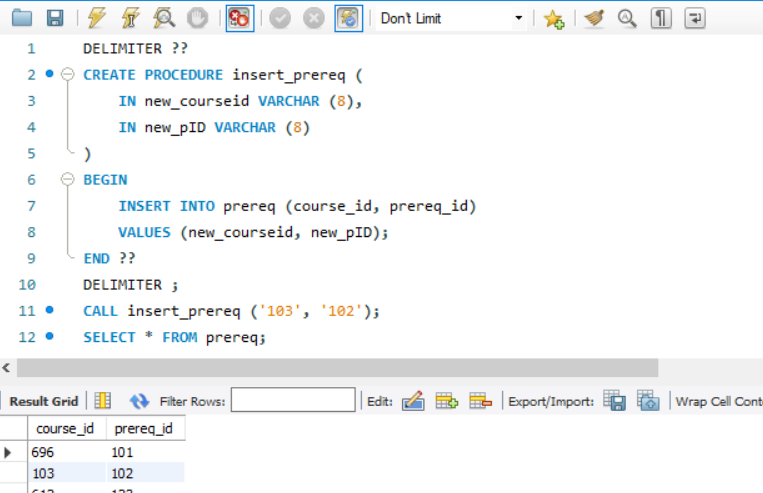 Don't Limit
1 DELIMITER ??
2 CREATE PROCEDURE insert_prereq (
3 IN new_courseid VARCHAR (8),
4 IN new_pID VARCHAR (8)
5 )
6 BEGIN
7 INSERT INTO prereq (course_id, prereq_id)
8 VALUES (new_courseid, new_pID);
9 END ??
10 DELIMITER ;
11 CALL insert_prereq ('103', '102');
12 SELECT * FROM prereq;
Result Grid Filter Rows: Edit: Export/Import: Wrap Cell Cont
course_id prereq_id
696 101
103 102